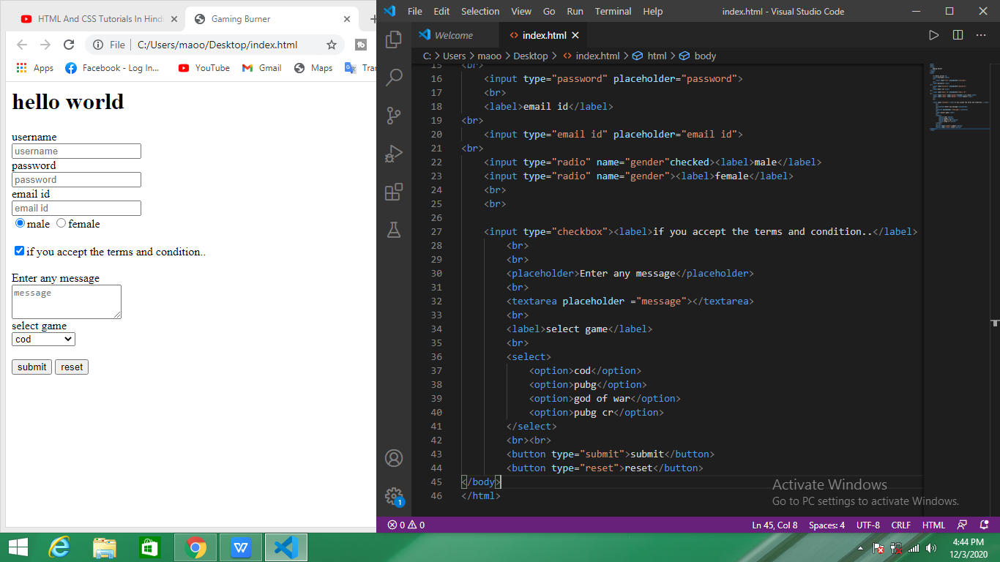 HTML And CSS Tutorials In Hind
Gaming Burner
File
C:/Users/maoo/Desktop/index.html
Apps
Facebook - Log In...
YouTube
Gmail
Maps
Tran
hello world
username
username
password
password
email id
email id
male female
if you accept the terms and condition..
Enter any message
message
select game
cod
submit reset
File Edit Selection View Go Run Terminal Help
index.html - Visual Studio Code
Welcome
index.html
C: > Users > maoo > Desktop > index.html > html > body
15 <br>
16 <input type="password" placeholder="password">
17 <br>
18 <label>email id</label>
19 <br>
20 <input type="email id" placeholder="email id">
21 <br>
22 <input type="radio" name="gender"checked><label>male</label>
23 <input type="radio" name="gender"><label>female</label>
24 <br>
25 <br>
26
27 <input type="checkbox"><label>if you accept the terms and condition..</label>
28 <br>
29 <br>
30 <placeholder>Enter any message</placeholder>
31 <br>
32 <textarea placeholder ="message"></textarea>
33 <br>
34 <label>select game</label>
35 <br>
36 <select>
37 <option>cod</option>
38 <option>pubg</option>
39 <option>god of war</option>
40 <option>pubg cr</option>
41 </select>
42 <br><br>
43 <button type="submit">submit</button>
44 <button type="reset">reset</button>
45 </body>
46 </html>
Activate Windows
Go to PC settings to activate Windows.
1
0 0
Ln 45, Col 8 Spaces: 4 UTF-8 CRLF HTML
4:44 PM
12/3/2020